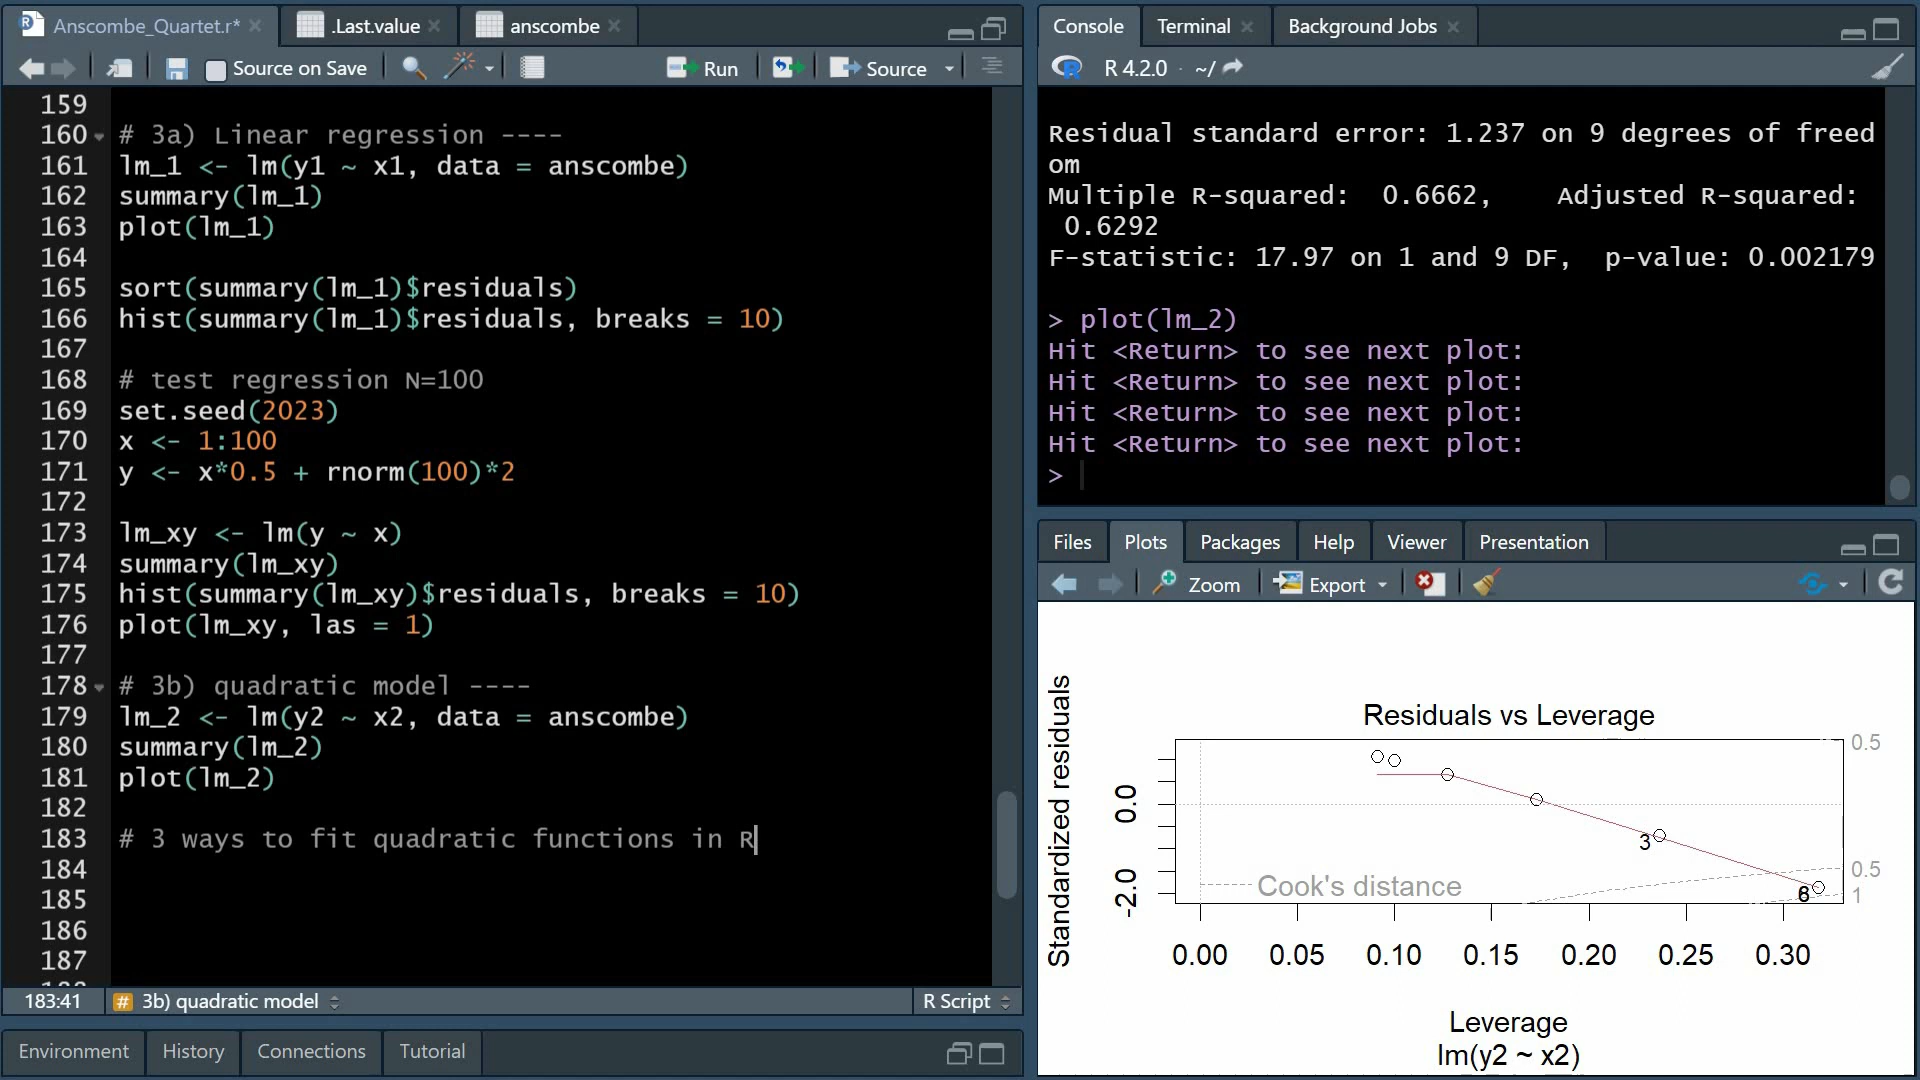 Anscombe_Quartet.r*
.Last.value
anscombe
Source on Save
Run
Source
159
160 # 3a) Linear regression ----
161 lm_1 <- lm(y1 ~ x1, data = anscombe)
162 summary(lm_1)
163 plot(lm_1)
164
165 sort(summary(lm_1)$residuals)
166 hist(summary(lm_1)$residuals, breaks = 10)
167
168 # test regression N=100
169 set.seed(2023)
170 x <- 1:100
171 y <- x*0.5 + rnorm(100)*2
172
173 lm_xy <- lm(y ~ x)
174 summary(lm_xy)
175 hist(summary(lm_xy)$residuals, breaks = 10)
176 plot(lm_xy, las = 1)
177
178 # 3b) quadratic model ----
179 lm_2 <- lm(y2 ~ x2, data = anscombe)
180 summary(lm_2)
181 plot(lm_2)
182
183 # 3 ways to fit quadratic functions in R
184
185
186
187
183:41 # 3b) quadratic model R Script
Environment History Connections Tutorial
Console Terminal Background Jobs
R 4.2.0 · ~/
Residual standard error: 1.237 on 9 degrees of freed
om
Multiple R-squared:  0.6662,    Adjusted R-squared:
 0.6292
F-statistic: 17.97 on 1 and 9 DF,  p-value: 0.002179
> plot(lm_2)
Hit <Return> to see next plot:
Hit <Return> to see next plot:
Hit <Return> to see next plot:
Hit <Return> to see next plot:
>
Files Plots Packages Help Viewer Presentation
Zoom Export
Residuals vs Leverage
Standardized residuals
0.0
-2.0
0.5
0.5
1
3
Cook's distance
0.00 0.05 0.10 0.15 0.20 0.25 0.30
Leverage
lm(y2 ~ x2)